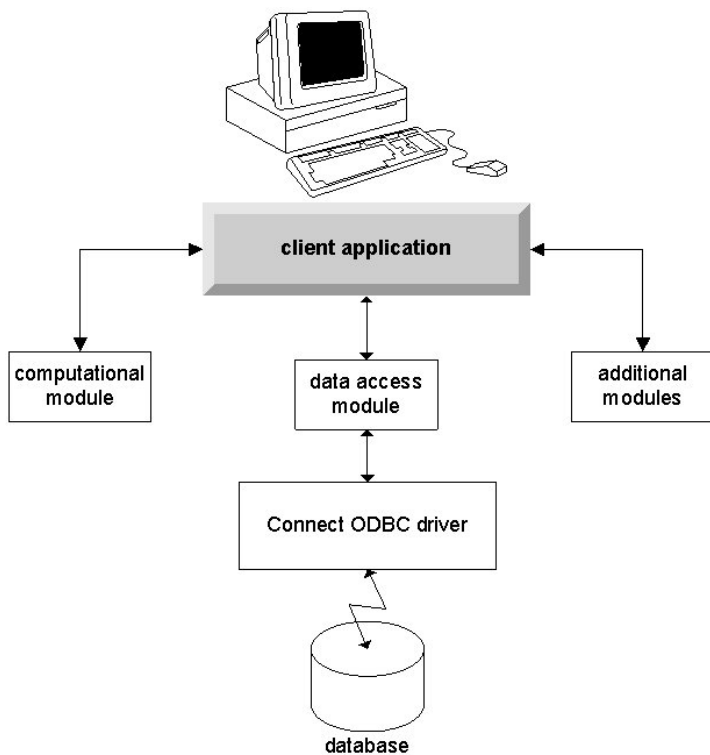 client application
computational
module
data access
module
additional
modules
Connect ODBC driver
database